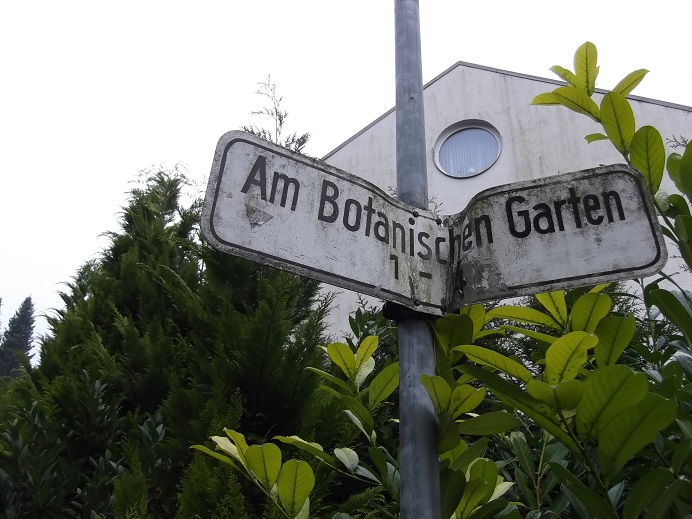 Am Botanischen Garten
1 -